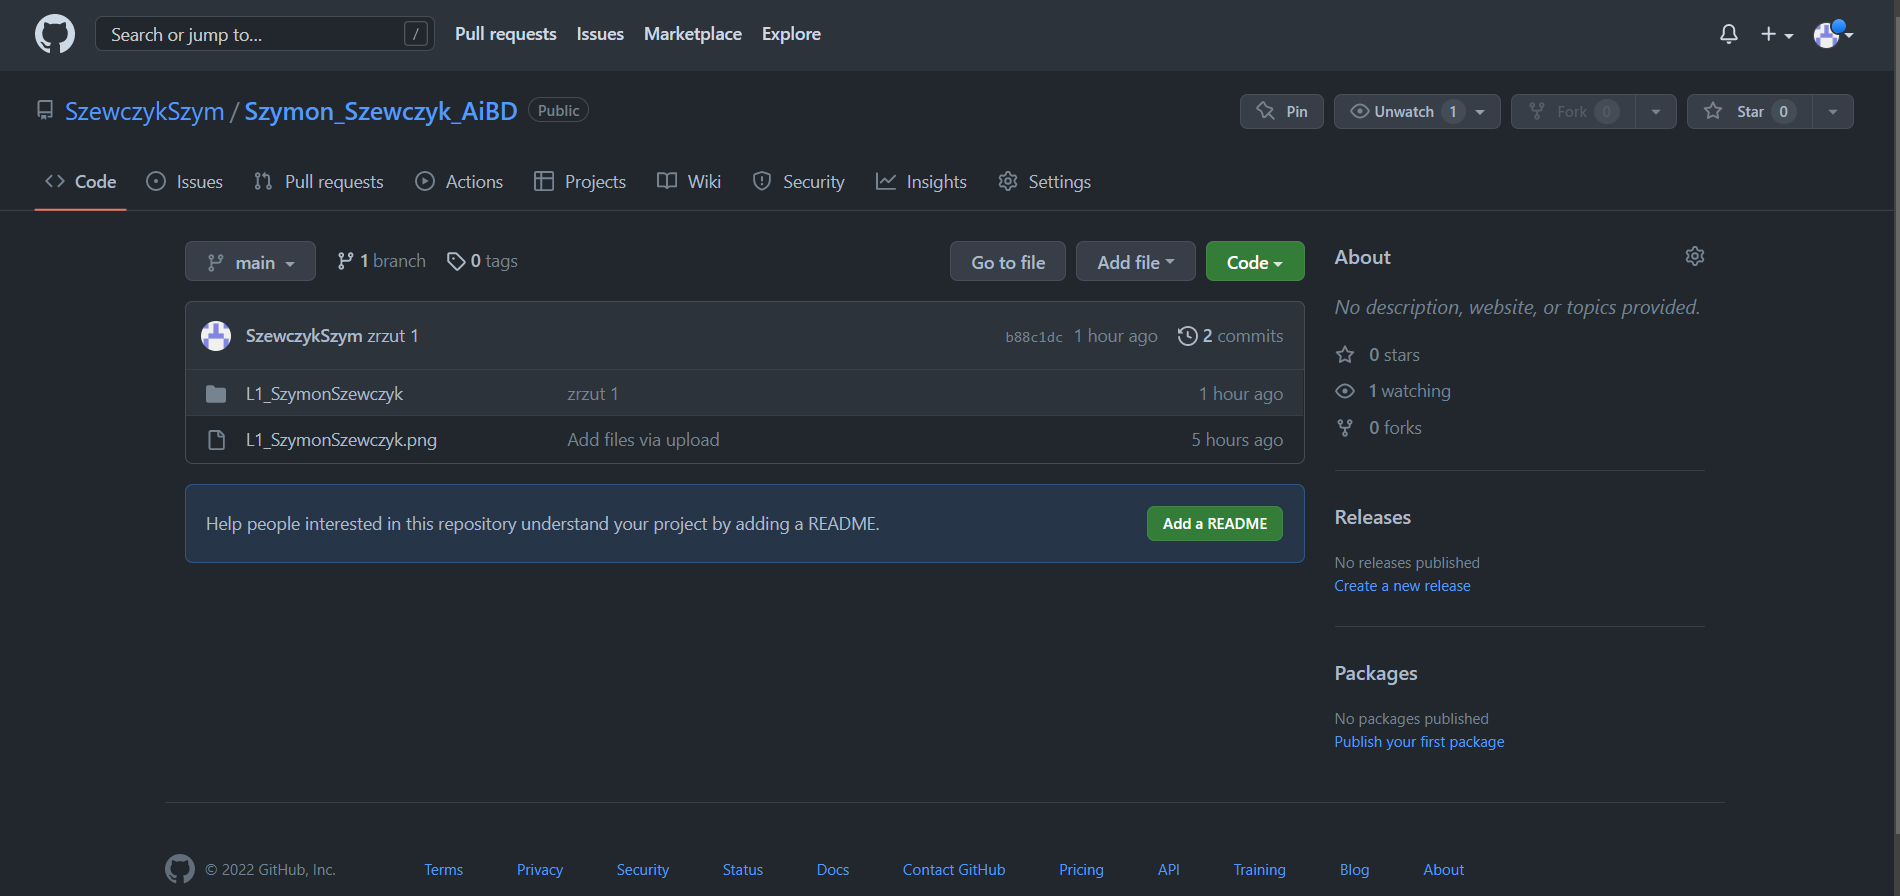 Search or jump to... /
Pull requests Issues Marketplace Explore
SzewczykSzym / Szymon_Szewczyk_AiBD Public
Pin Unwatch 1 Fork 0 Star 0
Code Issues Pull requests Actions Projects Wiki Security Insights Settings
main 1 branch 0 tags Go to file Add file Code
SzewczykSzym zrzut 1 b88c1dc 1 hour ago 2 commits
L1_SzymonSzewczyk zrzut 1 1 hour ago
L1_SzymonSzewczyk.png Add files via upload 5 hours ago
Help people interested in this repository understand your project by adding a README. Add a README
About
No description, website, or topics provided.
0 stars
1 watching
0 forks
Releases
No releases published
Create a new release
Packages
No packages published
Publish your first package
© 2022 GitHub, Inc. Terms Privacy Security Status Docs Contact GitHub Pricing API Training Blog About